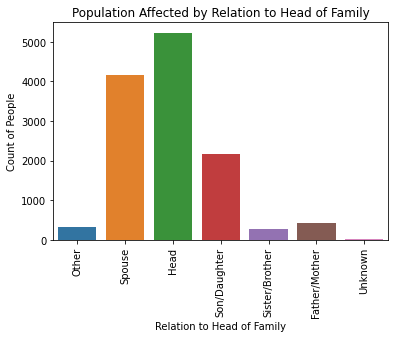 Population Affected by Relation to Head of Family
Count of People
5000
4000
3000
2000
1000
0
Other
Spouse
Head
Son/Daughter
Sister/Brother
Father/Mother
Unknown
Relation to Head of Family